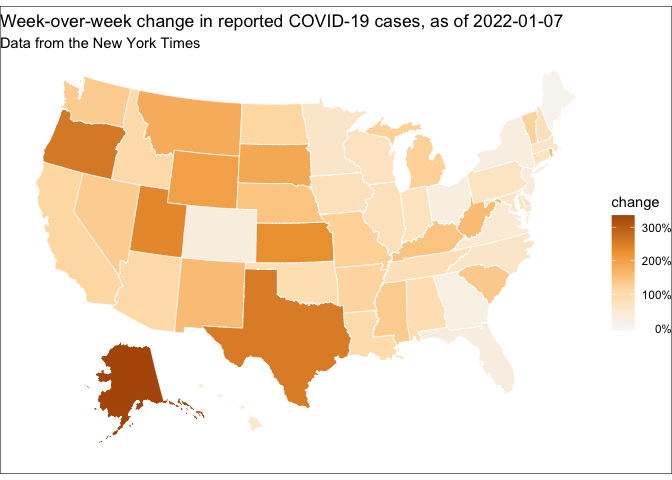 Week-over-week change in reported COVID-19 cases, as of 2022-01-07
Data from the New York Times
change
300%
200%
100%
0%